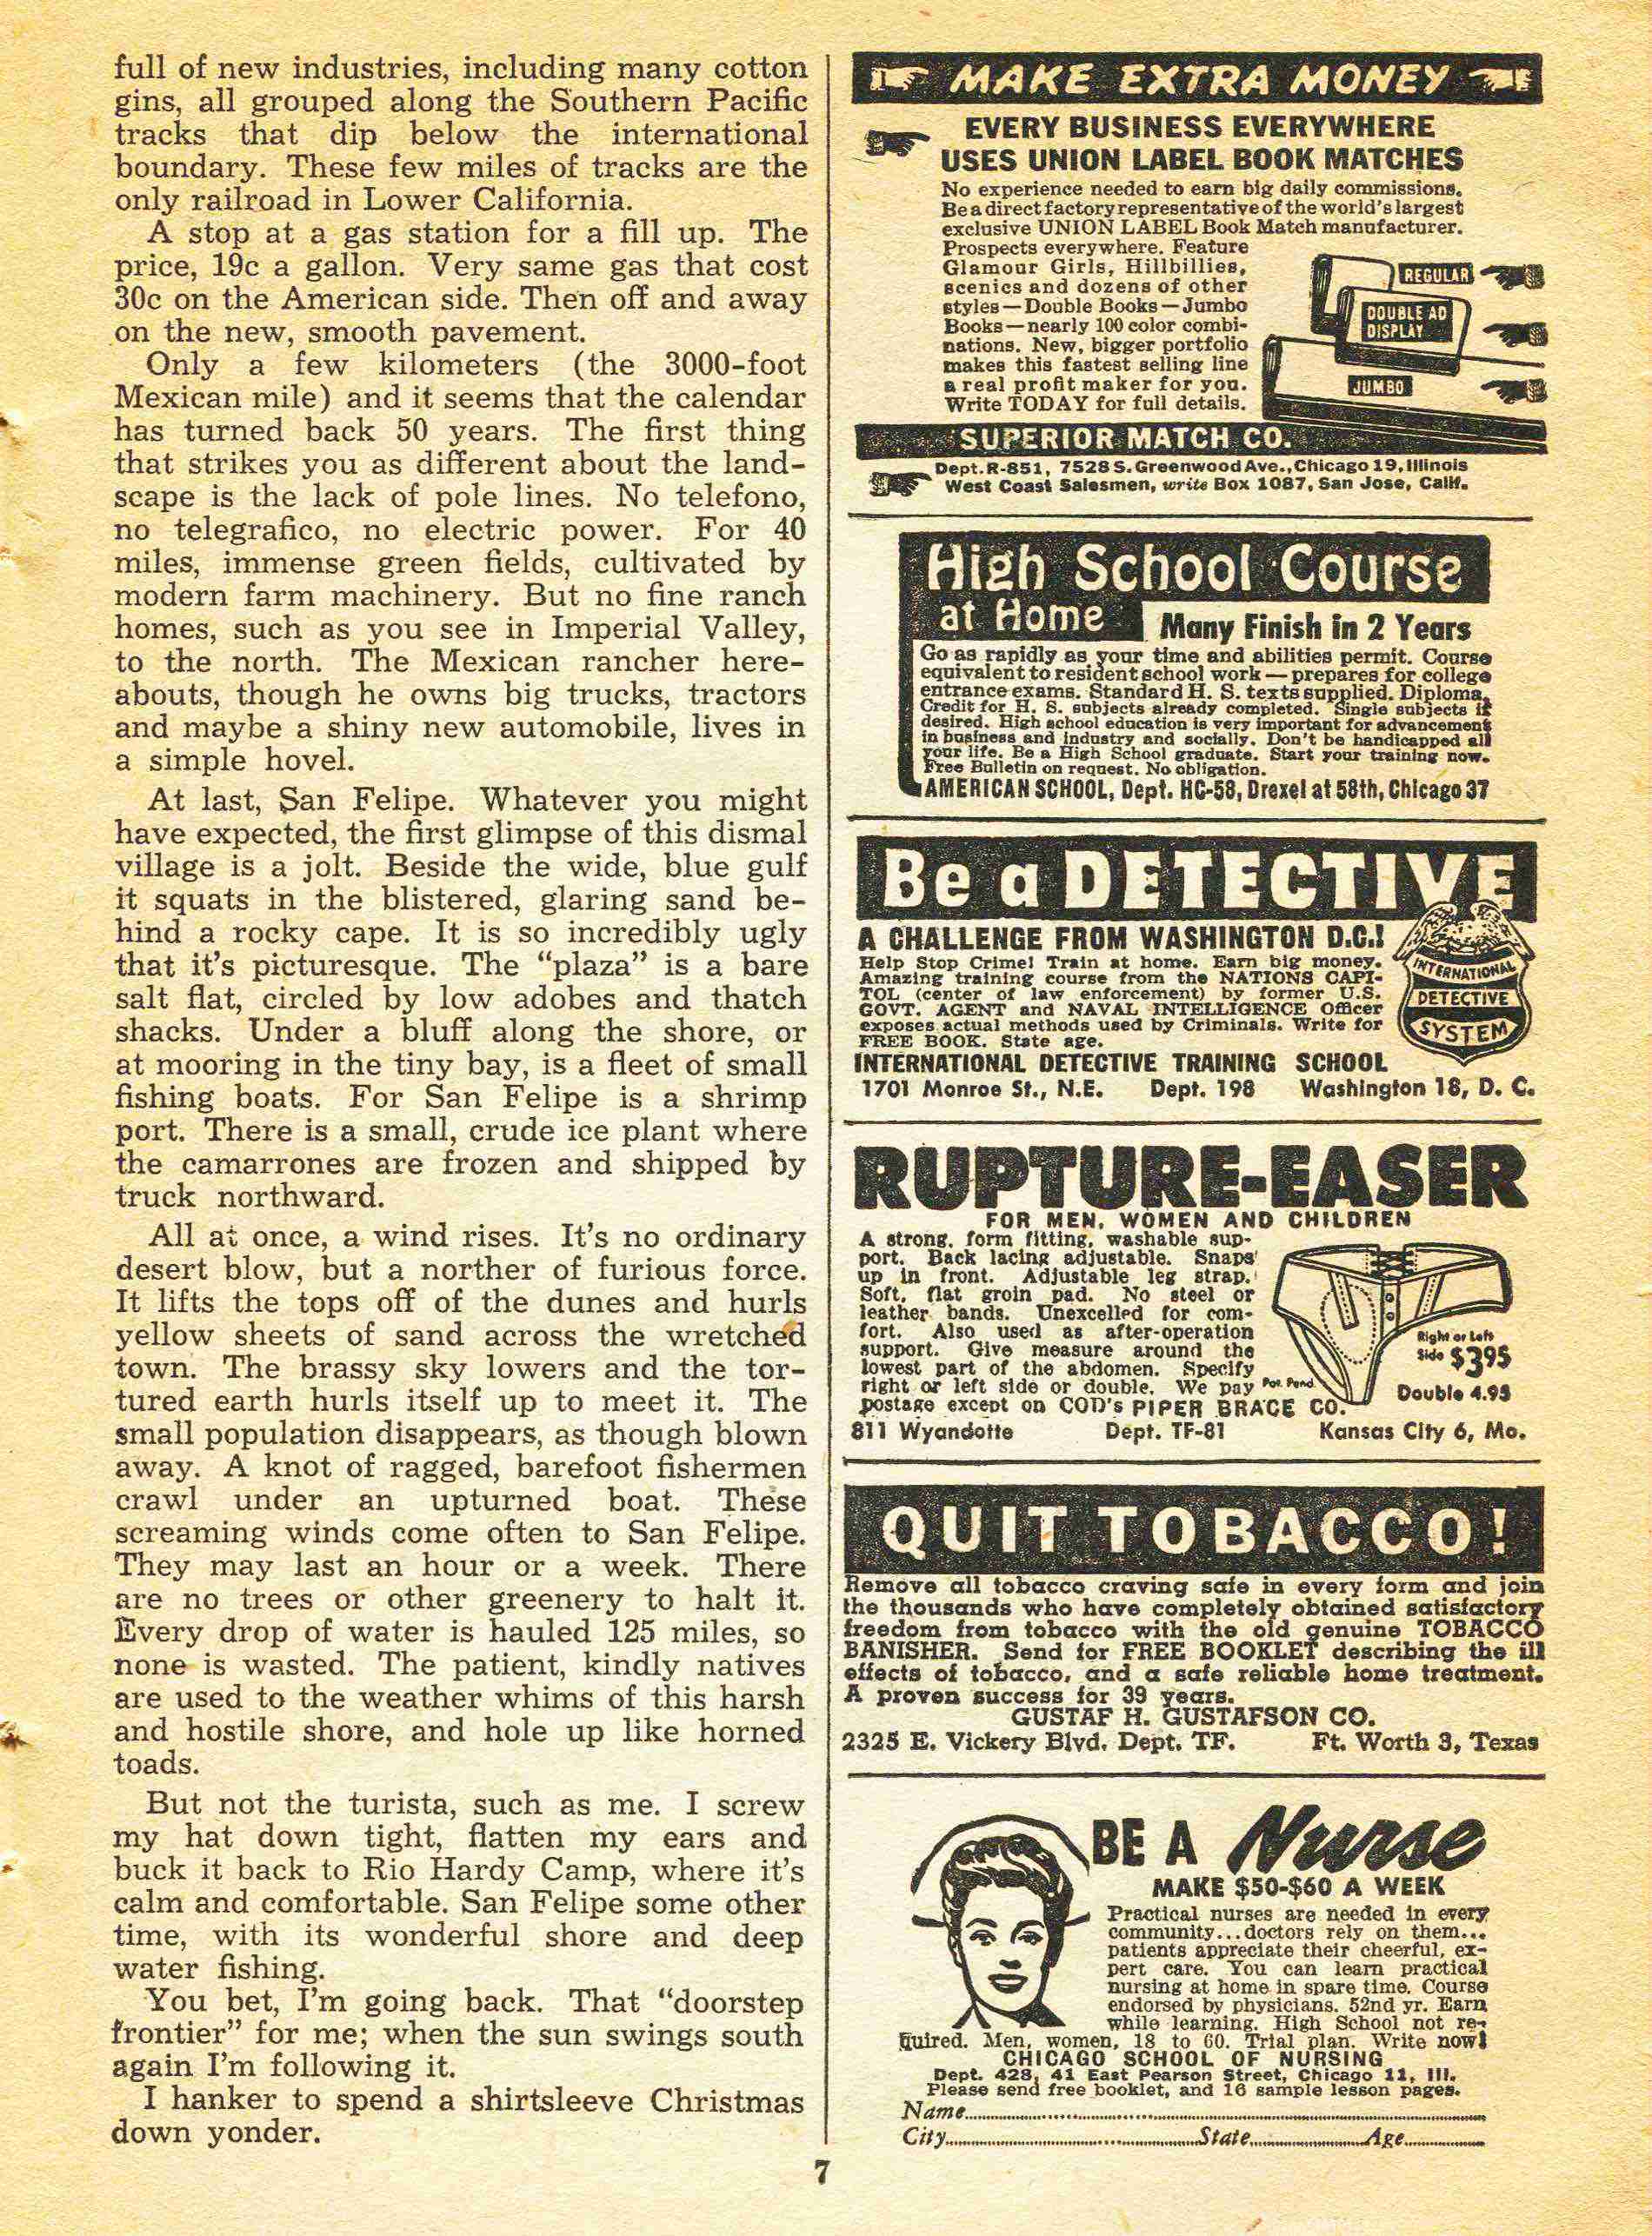 full of new industries, including many cotton
gins, all grouped along the Southern Pacific
tracks that dip below the international
boundary. These few miles of tracks are the
only railroad in Lower California.
A stop at a gas station for a fill up. The
price, 19c a gallon. Very same gas that cost
30c on the American side. Then off and away
on the new, smooth pavement.
Only a few kilometers (the 3000-foot
Mexican mile) and it seems that the calendar
has turned back 50 years. The first thing
that strikes you as different about the land-
scape is the lack of pole lines. No telefono,
no telegrafico, no electric power. For 40
miles, immense green fields, cultivated by
modern farm machinery. But no fine ranch
homes, such as you see in Imperial Valley,
to the north. The Mexican rancher here-
abouts, though he owns big trucks, tractors
and maybe a shiny new automobile, lives in
a simple hovel.
At last, San Felipe. Whatever you might
have expected, the first glimpse of this dismal
village is a jolt. Beside the wide, blue gulf
it squats in the blistered, glaring sand be-
hind a rocky cape. It is so incredibly ugly
that it's picturesque. The "plaza" is a bare
salt flat, circled by low adobes and thatch
shacks. Under a bluff along the shore, or
at mooring in the tiny bay, is a fleet of small
fishing boats. For San Felipe is a shrimp
port. There is a small, crude ice plant where
the camarrones are frozen and shipped by
truck northward.
All at once, a wind rises. It's no ordinary
desert blow, but a norther of furious force.
It lifts the tops off of the dunes and hurls
yellow sheets of sand across the wretched
town. The brassy sky lowers and the tor-
tured earth hurls itself up to meet it. The
small population disappears, as though blown
away. A knot of ragged, barefoot fishermen
crawl under an upturned boat. These
screaming winds come often to San Felipe.
They may last an hour or a week. There
are no trees or other greenery to halt it.
Every drop of water is hauled 125 miles, so
none is wasted. The patient, kindly natives
are used to the weather whims of this harsh
and hostile shore, and hole up like horned
toads.
But not the turista, such as me. I screw
my hat down tight, flatten my ears and
buck it back to Rio Hardy Camp, where it's
calm and comfortable. San Felipe some other
time, with its wonderful shore and deep
water fishing.
You bet, I'm going back. That "doorstep
frontier" for me; when the sun swings south
again I'm following it.
I hanker to spend a shirtsleeve Christmas
down yonder.
MAKE EXTRA MONEY
EVERY BUSINESS EVERYWHERE
USES UNION LABEL BOOK MATCHES
No experience needed to earn big daily commissions.
Be a direct factory representative of the world's largest
exclusive UNION LABEL Book Match manufacturer.
Prospects everywhere. Feature
Glamour Girls, Hillbillies,
scenics and dozens of other
styles—Double Books—Jumbo
Books—nearly 100 color combi-
nations. New, bigger portfolio
makes this fastest selling line
a real profit maker for you.
Write TODAY for full details.
REGULAR
DOUBLE AD
DISPLAY
JUMBO
SUPERIOR MATCH CO.
Dept. R-851, 7528 S. Greenwood Ave., Chicago 19, Illinois
West Coast Salesmen, write Box 1087, San Jose, Calif.
High School Course
at Home
Many Finish in 2 Years
Go as rapidly as your time and abilities permit. Course
equivalent to resident school work—prepares for college
entrance exams. Standard H. S. texts supplied. Diploma.
Credit for H. S. subjects already completed. Single subjects if
desired. High school education is very important for advancement
in business and industry and socially. Don't be handicapped all
your life. Be a High School graduate. Start your training now.
Free Bulletin on request. No obligation.
AMERICAN SCHOOL, Dept. HC-58, Drexel at 58th, Chicago 37
Be a DETECTIVE
A CHALLENGE FROM WASHINGTON D.C.!
Help Stop Crime! Train at home. Earn big money.
Amazing training course from the NATIONS CAPI-
TOL (center of law enforcement) by former U.S.
GOVT. AGENT and NAVAL INTELLIGENCE Officer
exposes actual methods used by Criminals. Write for
FREE BOOK. State age.
INTERNATIONAL
DETECTIVE
SYSTEM
INTERNATIONAL DETECTIVE TRAINING SCHOOL
1701 Monroe St., N.E. Dept. 198 Washington 18, D. C.
RUPTURE-EASER
FOR MEN, WOMEN AND CHILDREN
A strong, form fitting, washable sup-
port. Back lacing adjustable. Snaps
up in front. Adjustable leg strap.
Soft, flat groin pad. No steel or
leather bands. Unexcelled for com-
fort. Also used as after-operation
support. Give measure around the
lowest part of the abdomen. Specify
right or left side or double. We pay
postage except on COD's PIPER BRACE CO.
Pat. Pend.
Right or Left
Side $3.95
Double 4.95
811 Wyandotte Dept. TF-81 Kansas City 6, Mo.
QUIT TOBACCO!
Remove all tobacco craving safe in every form and join
the thousands who have completely obtained satisfactory
freedom from tobacco with the old genuine TOBACCO
BANISHER. Send for FREE BOOKLET describing the ill
effects of tobacco, and a safe reliable home treatment.
A proven success for 39 years.
GUSTAF H. GUSTAFSON CO.
2325 E. Vickery Blvd. Dept. TF. Ft. Worth 3, Texas
BE A Nurse
MAKE $50-$60 A WEEK
Practical nurses are needed in every
community...doctors rely on them...
patients appreciate their cheerful, ex-
pert care. You can learn practical
nursing at home in spare time. Course
endorsed by physicians. 52nd yr. Earn
while learning. High School not re-
quired. Men, women, 18 to 60. Trial plan. Write now!
CHICAGO SCHOOL OF NURSING
Dept. 428, 41 East Pearson Street, Chicago 11, Ill.
Please send free booklet, and 16 sample lesson pages.
Name
City State Age
7